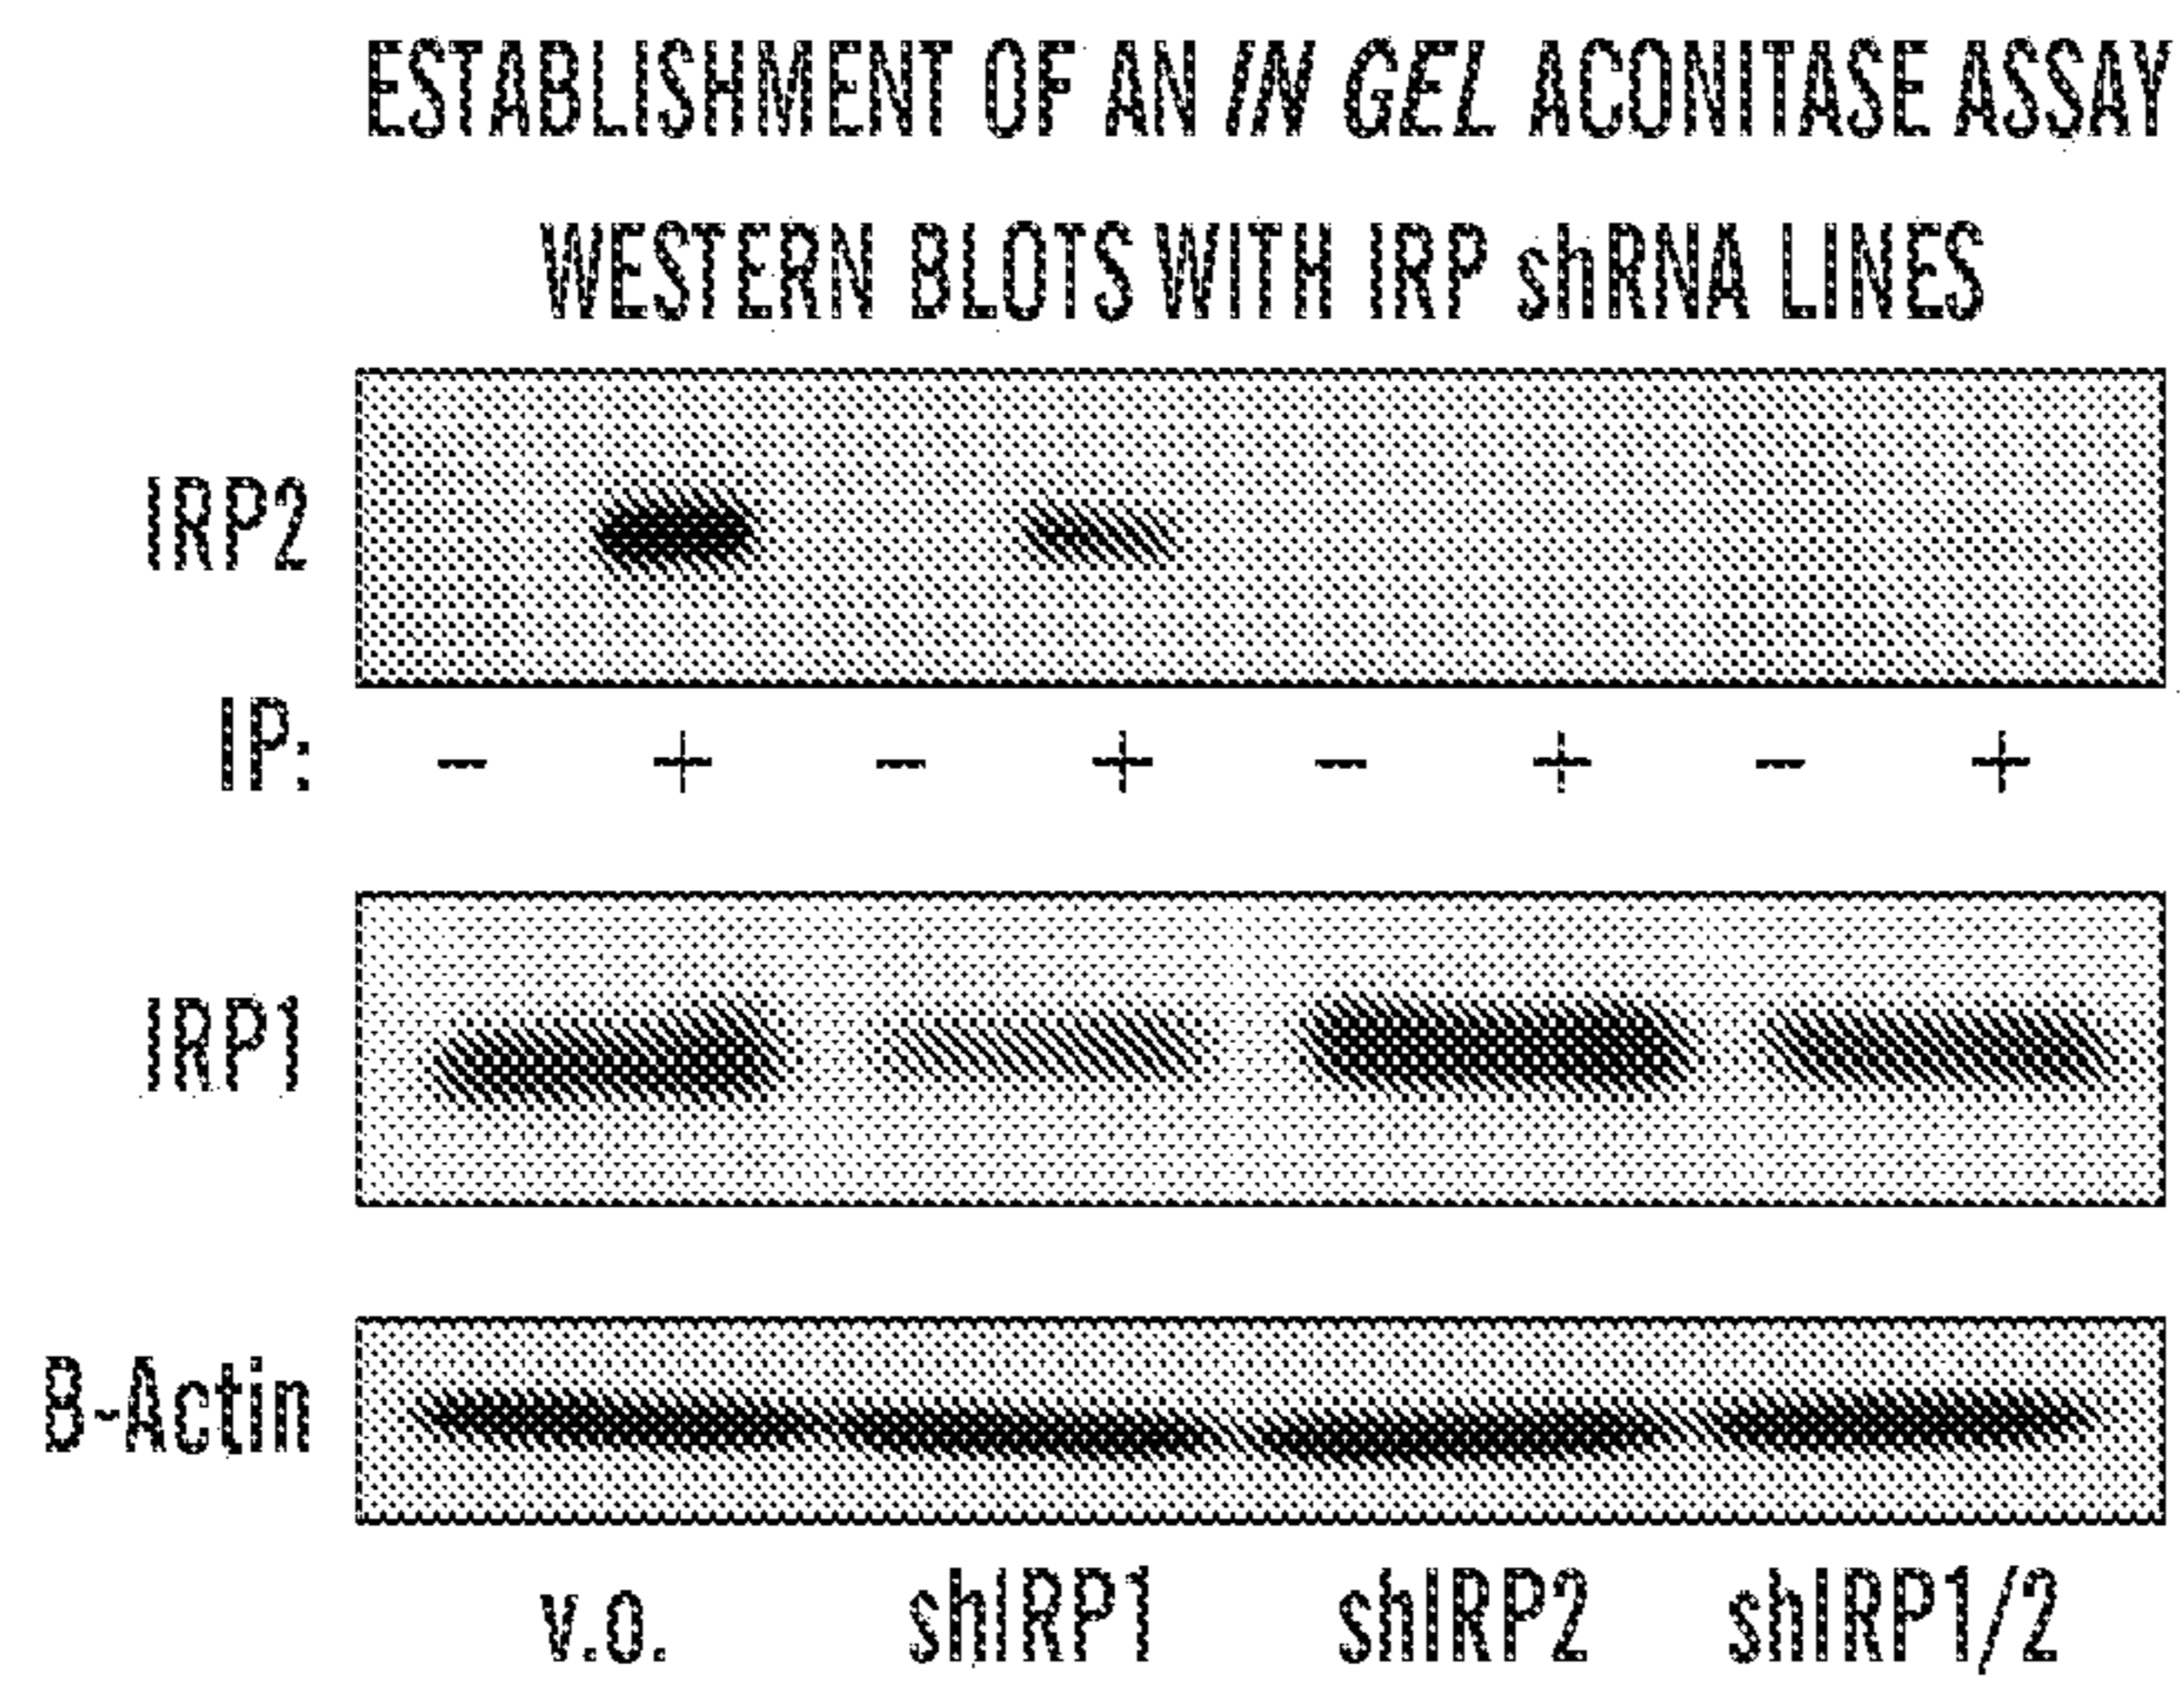 ESTABLISHMENT OF AN IN GEL ACONITASE ASSAY
WESTERN BLOTS WITH IRP shRNA LINES
IRP2
IP: − + − + − + − +
IRP1
B-Actin
v.o. shIRP1 shIRP2 shIRP1/2